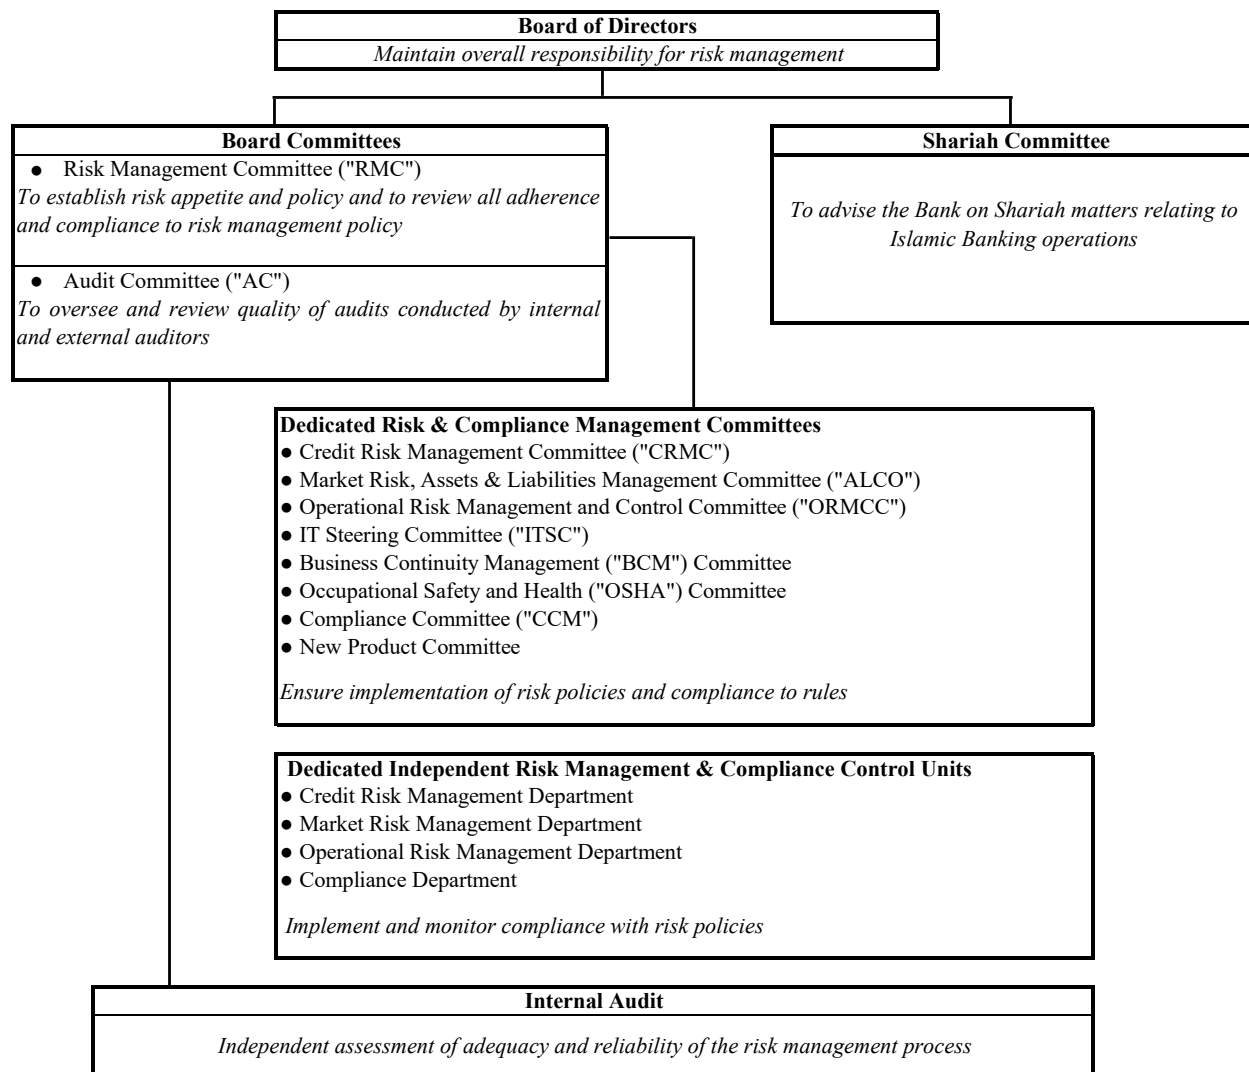 Board of Directors
Maintain overall responsibility for risk management
Board Committees
● Risk Management Committee ("RMC")
To establish risk appetite and policy and to review all adherence
and compliance to risk management policy
● Audit Committee ("AC")
To oversee and review quality of audits conducted by internal
and external auditors
Shariah Committee
To advise the Bank on Shariah matters relating to
Islamic Banking operations
Dedicated Risk & Compliance Management Committees
● Credit Risk Management Committee ("CRMC")
● Market Risk, Assets & Liabilities Management Committee ("ALCO")
● Operational Risk Management and Control Committee ("ORMCC")
● IT Steering Committee ("ITSC")
● Business Continuity Management ("BCM") Committee
● Occupational Safety and Health ("OSHA") Committee
● Compliance Committee ("CCM")
● New Product Committee
Ensure implementation of risk policies and compliance to rules
Dedicated Independent Risk Management & Compliance Control Units
● Credit Risk Management Department
● Market Risk Management Department
● Operational Risk Management Department
● Compliance Department
Implement and monitor compliance with risk policies
Internal Audit
Independent assessment of adequacy and reliability of the risk management process